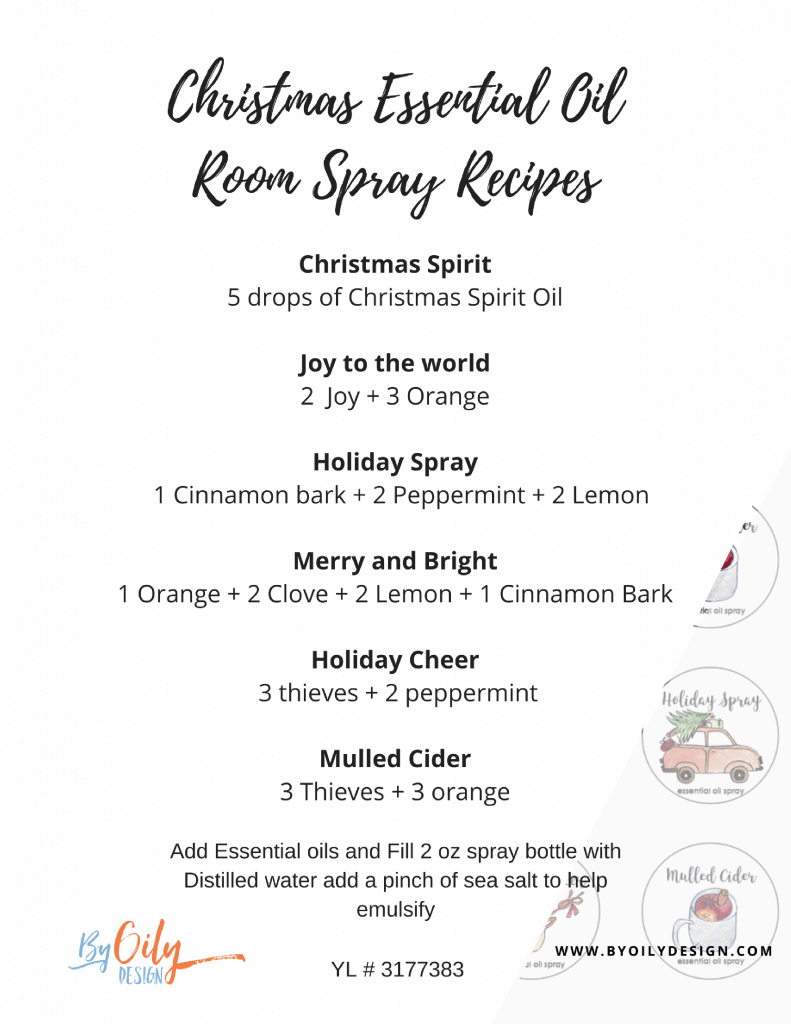 Christmas Essential Oil
Room Spray Recipes
Christmas Spirit
5 drops of Christmas Spirit Oil
Joy to the world
2 Joy + 3 Orange
Holiday Spray
1 Cinnamon bark + 2 Peppermint + 2 Lemon
Merry and Bright
1 Orange + 2 Clove + 2 Lemon + 1 Cinnamon Bark
oil spray
Holiday Cheer
3 thieves + 2 peppermint
Holiday Spray
essential oil spray
Mulled Cider
3 Thieves + 3 orange
Add Essential oils and Fill 2 oz spray bottle with
Distilled water add a pinch of sea salt to help
emulsify
Mulled Cider
essential oil spray
oil spray
WWW.BYOILYDESIGN.COM
By Oily
DESIGN
YL # 3177383